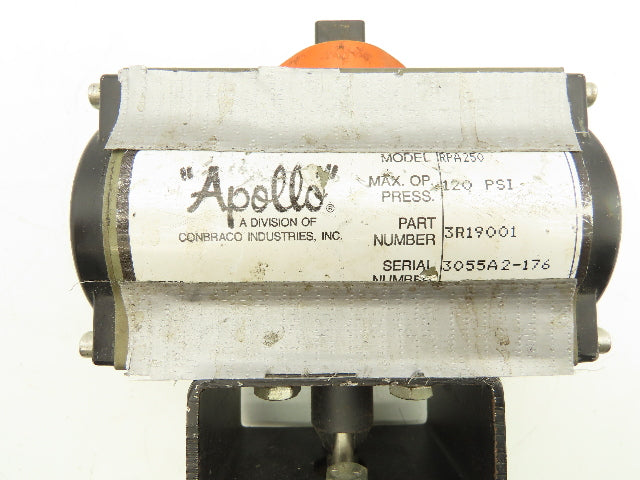 "Apollo"®
A DIVISION OF
CONBRACO INDUSTRIES, INC.
MODEL RPA250
MAX. OP. PRESS. 120 PSI
PART NUMBER 3R19001
SERIAL NUMBER 3055A2-176